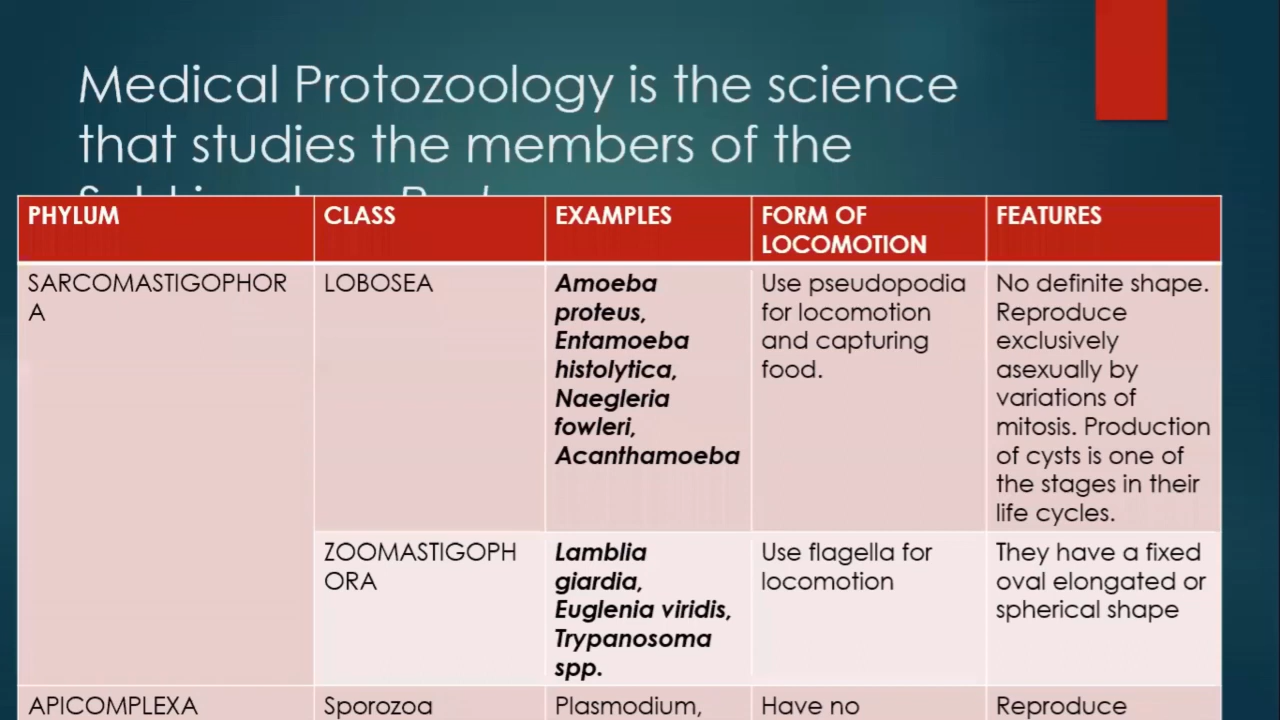 Medical Protozoology is the science
that studies the members of the
PHYLUM
CLASS
EXAMPLES
FORM OF
LOCOMOTION
FEATURES
SARCOMASTIGOPHOR
A
LOBOSEA
Amoeba
proteus,
Entamoeba
histolytica,
Naegleria
fowleri,
Acanthamoeba
Use pseudopodia
for locomotion
and capturing
food.
No definite shape.
Reproduce
exclusively
asexually by
variations of
mitosis. Production
of cysts is one of
the stages in their
life cycles.
ZOOMASTIGOPH
ORA
Lamblia
giardia,
Euglenia viridis,
Trypanosoma
spp.
Use flagella for
locomotion
They have a fixed
oval elongated or
spherical shape
APICOMPLEXA
Sporozoa
Plasmodium,
Have no
Reproduce